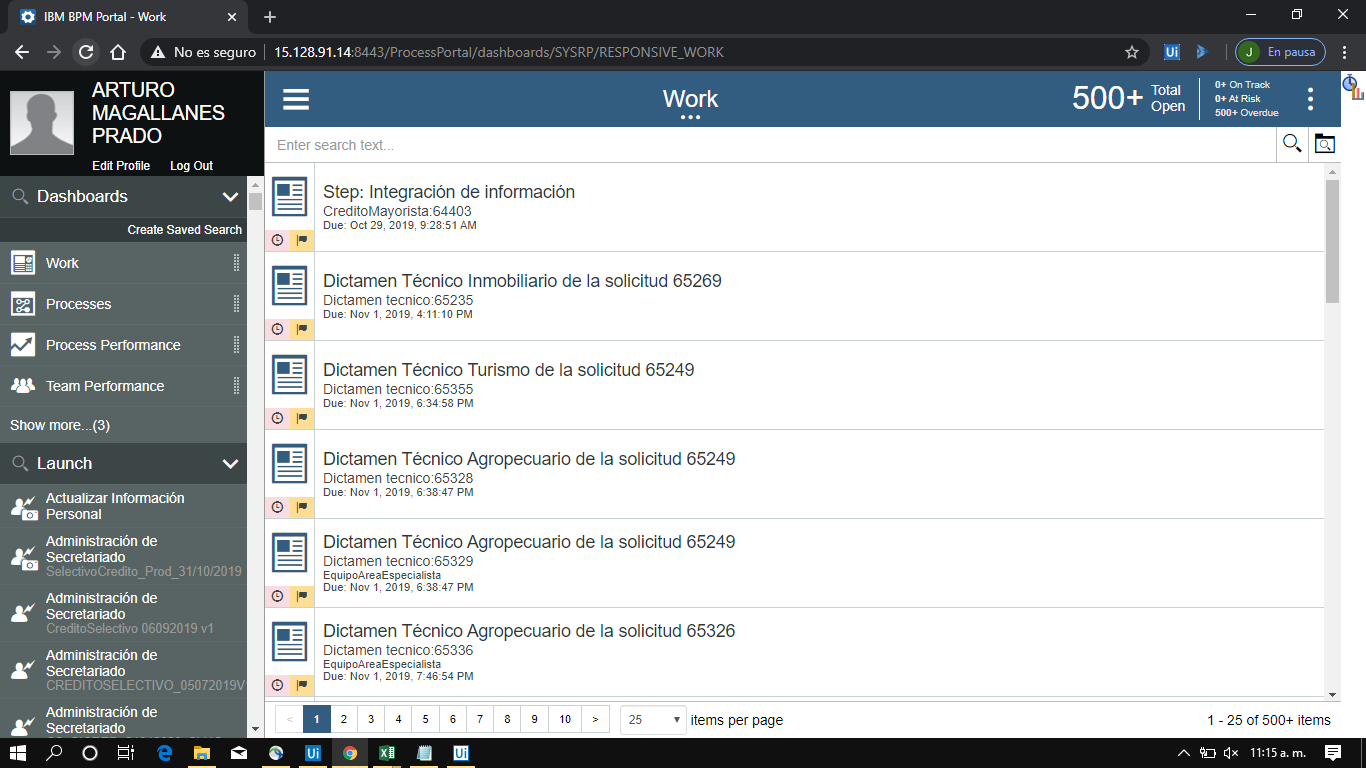 IBM BPM Portal - Work
No es seguro
15.128.91.14:8443/ProcessPortal/dashboards/SYSRP/RESPONSIVE_WORK
Ui
J
En pausa
ARTURO
MAGALLANES
PRADO
Edit Profile
Log Out
Work
500+
Total
Open
0+ On Track
0+ At Risk
500+ Overdue
Enter search text...
Dashboards
Create Saved Search
Work
Processes
Process Performance
Team Performance
Show more...(3)
Launch
Actualizar Información
Personal
Administración de
Secretariado
SelectivoCredito_Prod_31/10/2019
Administración de
Secretariado
CreditoSelectivo 06092019 v1
Administración de
Secretariado
CREDITOSELECTIVO_05072019V
Administración de
Secretariado
Step: Integración de información
CreditoMayorista:64403
Due: Oct 29, 2019, 9:28:51 AM
Dictamen Técnico Inmobiliario de la solicitud 65269
Dictamen tecnico:65235
Due: Nov 1, 2019, 4:11:10 PM
Dictamen Técnico Turismo de la solicitud 65249
Dictamen tecnico:65355
Due: Nov 1, 2019, 6:34:58 PM
Dictamen Técnico Agropecuario de la solicitud 65249
Dictamen tecnico:65328
Due: Nov 1, 2019, 6:38:47 PM
Dictamen Técnico Agropecuario de la solicitud 65249
Dictamen tecnico:65329
EquipoAreaEspecialista
Due: Nov 1, 2019, 6:38:47 PM
Dictamen Técnico Agropecuario de la solicitud 65326
Dictamen tecnico:65336
EquipoAreaEspecialista
Due: Nov 1, 2019, 7:46:54 PM
< 1 2 3 4 5 6 7 8 9 10 >
25
items per page
1 - 25 of 500+ items
Ui
Ui
11:15 a. m.